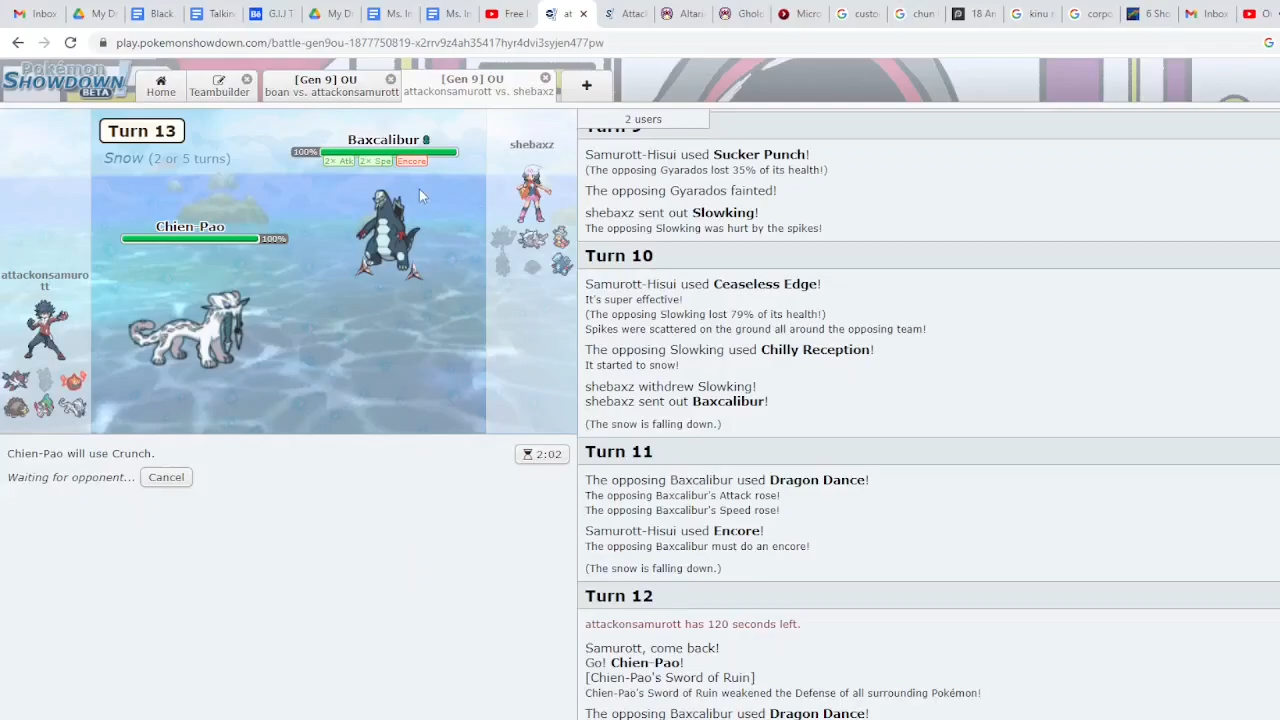 Inbox
My Dr
Black
Talkin
G.I.J T
My D
Ms. In
Ms. In
Free I
at
Attac
Altar
Ghol
Micro
custo
chun
18 An
kinu s
corpo
6 Sho
Inbox
play.pokemonshowdown.com/battle-gen9ou-1877750819-x2rrv9z4ah35417hyr4dvi3syjen477pw
Pokémon
SHOWDOWN!
BETA
Home
Teambuilder
[Gen 9] OU
boan vs. attackonsamurott
[Gen 9] OU
attackonsamurott vs. shebaxz
+
2 users
Turn 13
Snow (2 or 5 turns)
Baxcalibur
100%
2× Atk 2× Spe Encore
shebaxz
Chien-Pao
100%
attackonsamuro
tt
Chien-Pao will use Crunch.
2:02
Waiting for opponent... Cancel
Turn 9
Samurott-Hisui used Sucker Punch!
(The opposing Gyarados lost 35% of its health!)
The opposing Gyarados fainted!
shebaxz sent out Slowking!
The opposing Slowking was hurt by the spikes!
Turn 10
Samurott-Hisui used Ceaseless Edge!
It's super effective!
(The opposing Slowking lost 79% of its health!)
Spikes were scattered on the ground all around the opposing team!
The opposing Slowking used Chilly Reception!
It started to snow!
shebaxz withdrew Slowking!
shebaxz sent out Baxcalibur!
(The snow is falling down.)
Turn 11
The opposing Baxcalibur used Dragon Dance!
The opposing Baxcalibur's Attack rose!
The opposing Baxcalibur's Speed rose!
Samurott-Hisui used Encore!
The opposing Baxcalibur must do an encore!
(The snow is falling down.)
Turn 12
attackonsamurott has 120 seconds left.
Samurott, come back!
Go! Chien-Pao!
[Chien-Pao's Sword of Ruin]
Chien-Pao's Sword of Ruin weakened the Defense of all surrounding Pokémon!
The opposing Baxcalibur used Dragon Dance!